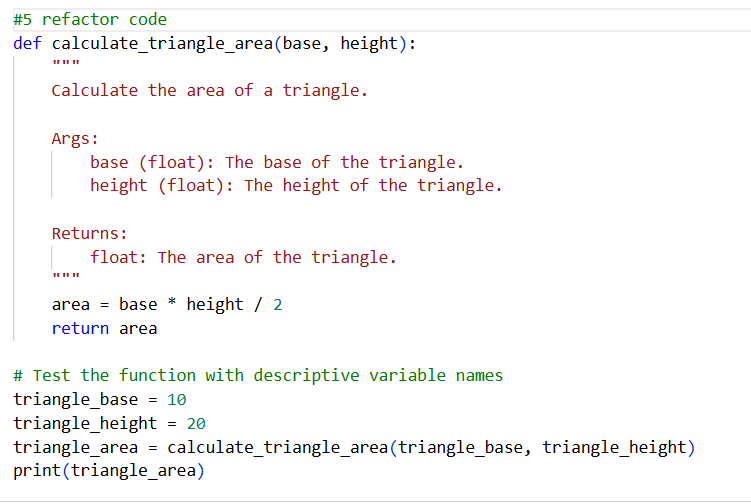 #5 refactor code
def calculate_triangle_area(base, height):
    """
    Calculate the area of a triangle.

    Args:
        base (float): The base of the triangle.
        height (float): The height of the triangle.

    Returns:
        float: The area of the triangle.
    """
    area = base * height / 2
    return area

# Test the function with descriptive variable names
triangle_base = 10
triangle_height = 20
triangle_area = calculate_triangle_area(triangle_base, triangle_height)
print(triangle_area)